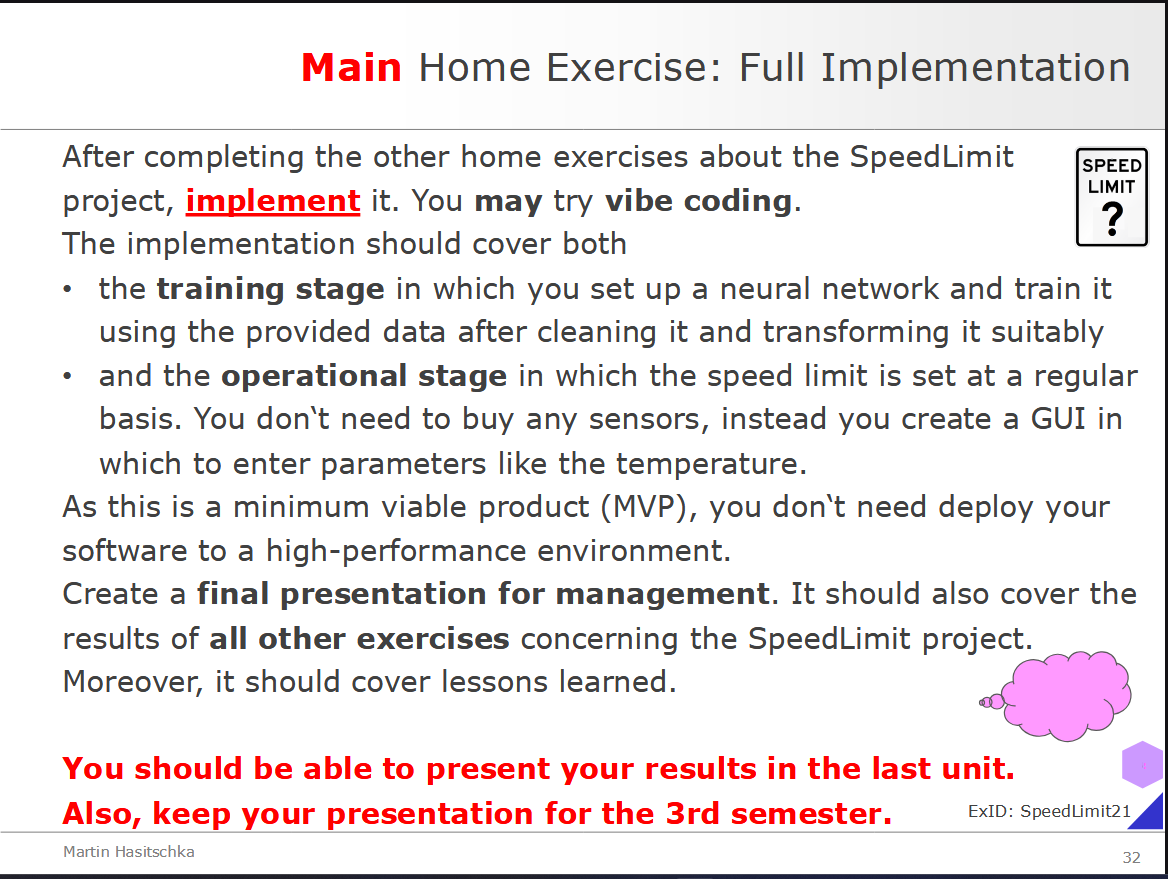 Main Home Exercise: Full Implementation
After completing the other home exercises about the SpeedLimit
project, implement it. You may try vibe coding.
The implementation should cover both
• the training stage in which you set up a neural network and train it
using the provided data after cleaning it and transforming it suitably
• and the operational stage in which the speed limit is set at a regular
basis. You don‘t need to buy any sensors, instead you create a GUI in
which to enter parameters like the temperature.
As this is a minimum viable product (MVP), you don‘t need deploy your
software to a high-performance environment.
Create a final presentation for management. It should also cover the
results of all other exercises concerning the SpeedLimit project.
Moreover, it should cover lessons learned.
You should be able to present your results in the last unit.
Also, keep your presentation for the 3rd semester.
SPEED
LIMIT
?
ExID: SpeedLimit21
Martin Hasitschka
32